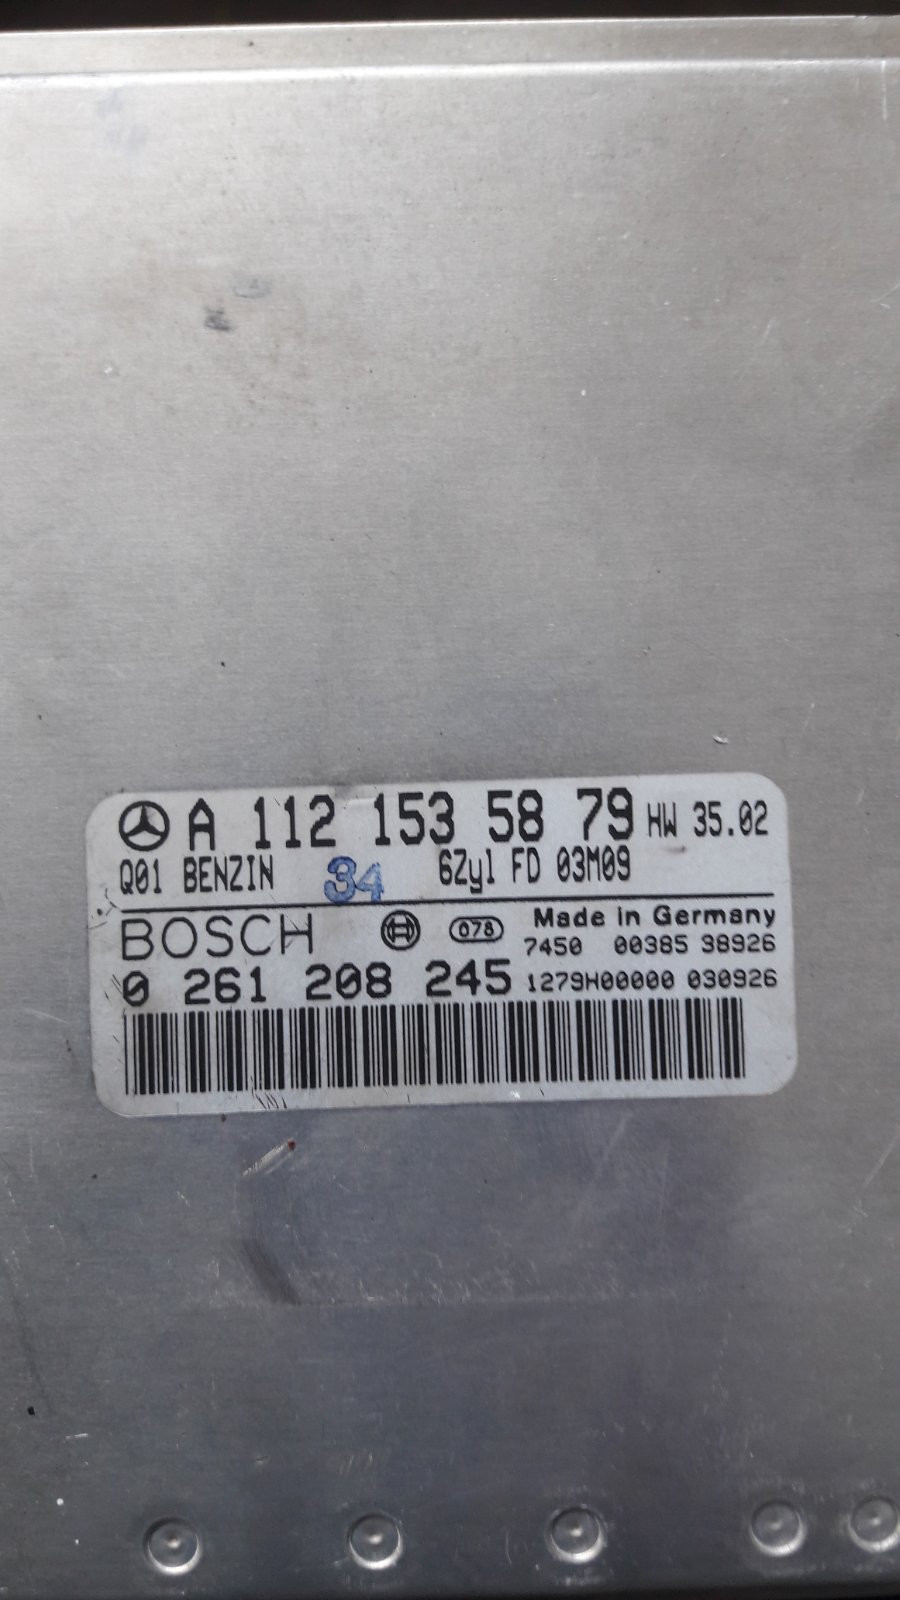 A 112 153 58 79 HW 35.02
Q01 BENZIN 34 6Zyl FD 03M09
BOSCH 078 Made in Germany
7450 00385 38926
0 261 208 245 1279H00000 030926